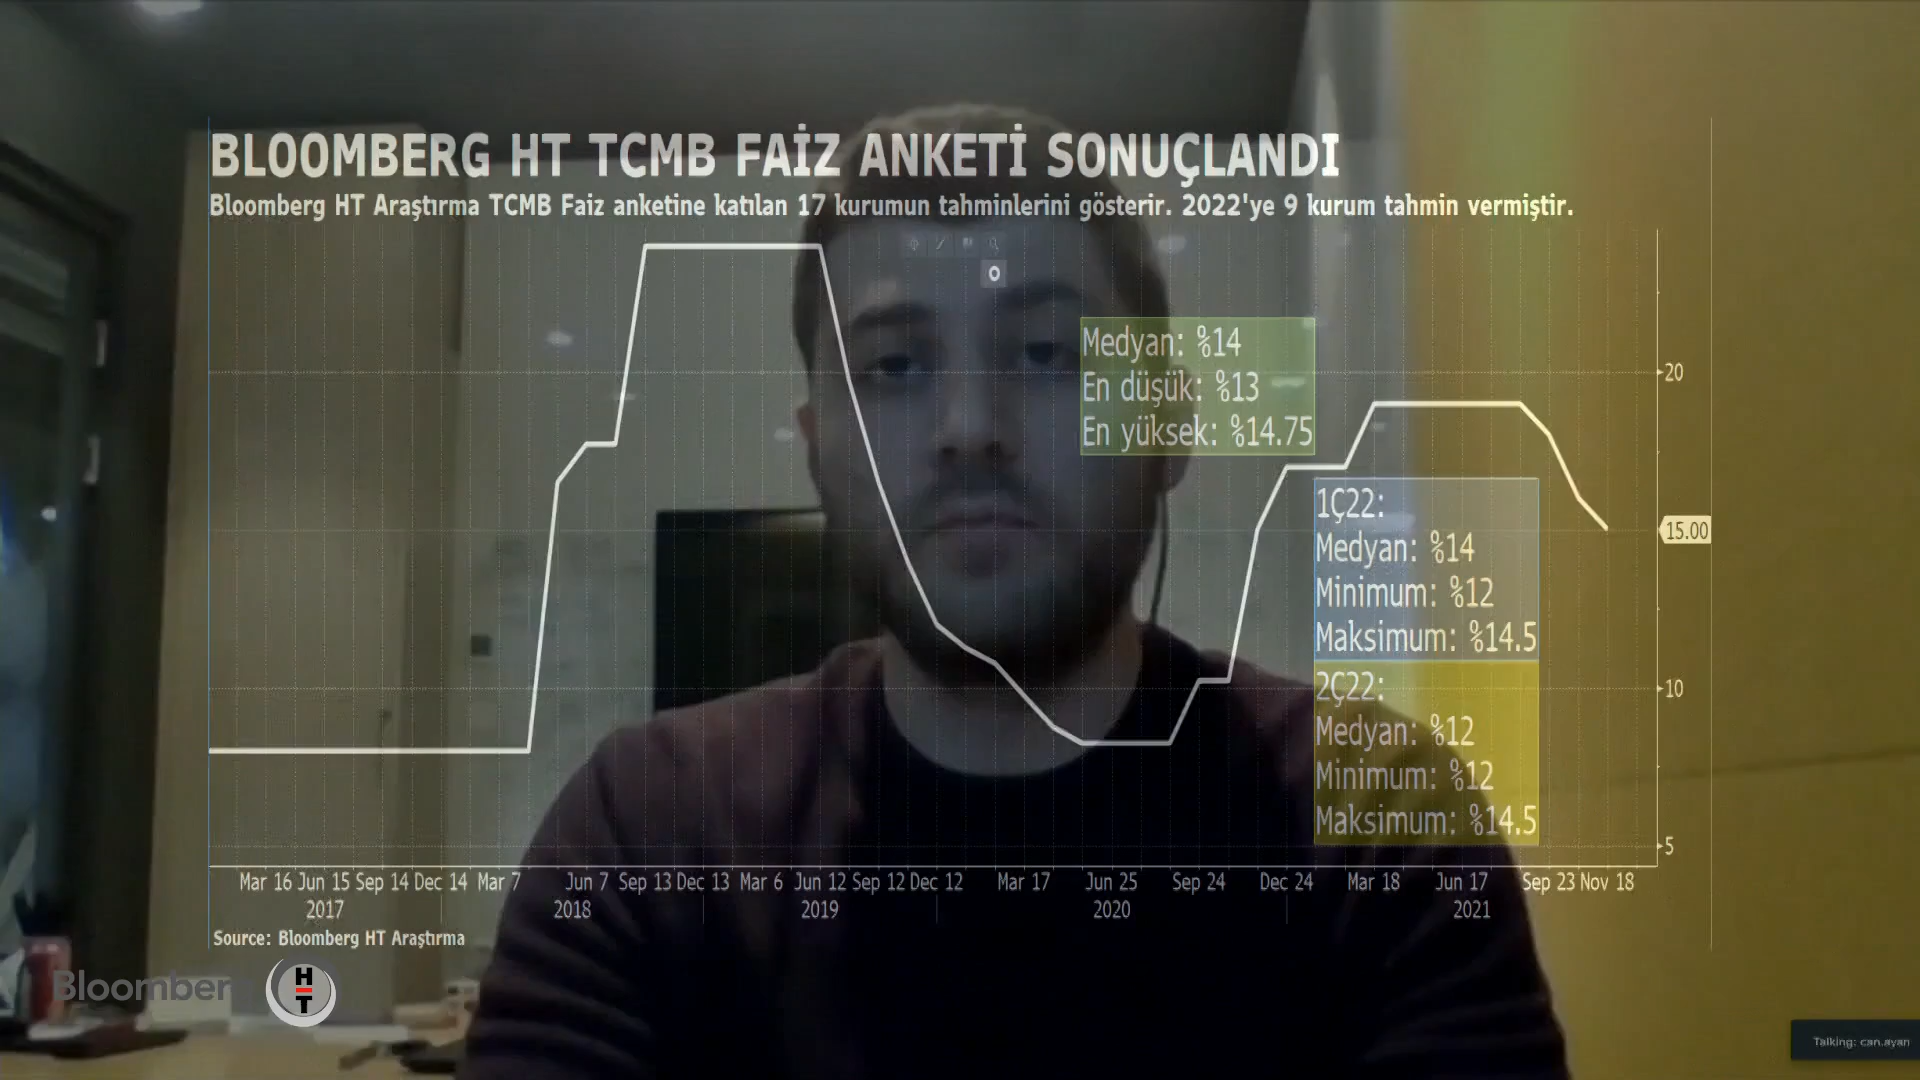 BLOOMBERG HT TCMB FAİZ ANKETİ SONUÇLANDI
Bloomberg HT Araştırma TCMB Faiz anketine katılan 17 kurumun tahminlerini gösterir. 2022'ye 9 kurum tahmin vermiştir.
Medyan: %14
En düşük: %13
En yüksek: %14.75
1Ç22:
Medyan: %14
Minimum: %12
Maksimum: %14.5
2Ç22:
Medyan: %12
Minimum: %12
Maksimum: %14.5
20
15.00
10
5
Mar 16 Jun 15 Sep 14 Dec 14 Mar 7 Jun 7 Sep 13 Dec 13 Mar 6 Jun 12 Sep 12 Dec 12 Mar 17 Jun 25 Sep 24 Dec 24 Mar 18 Jun 17 Sep 23 Nov 18
2017 2018 2019 2020 2021
Source: Bloomberg HT Araştırma
Bloomberg HT
Talking: can.ayan